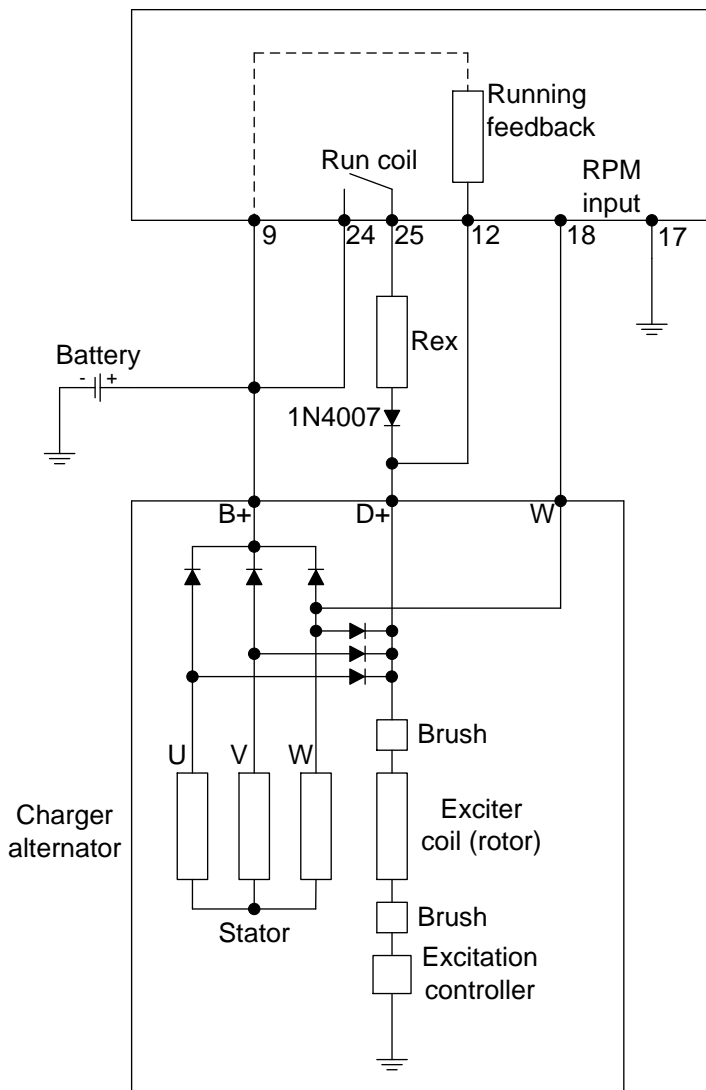 Running
feedback
Run coil
RPM
input
9
24
25
12
18
17
Rex
Battery
- +
1N4007
B+
D+
W
Brush
U
V
W
Exciter
coil (rotor)
Charger
alternator
Brush
Stator
Excitation
controller